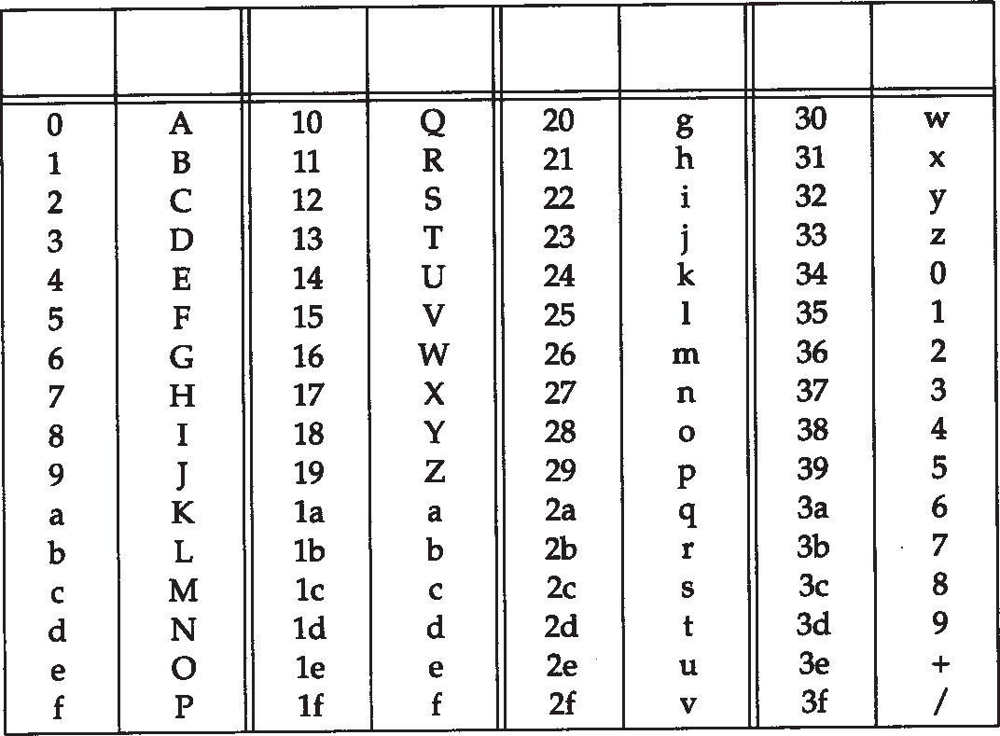 0 A 10 Q 20 g 30 w
1 B 11 R 21 h 31 x
2 C 12 S 22 i 32 y
3 D 13 T 23 j 33 z
4 E 14 U 24 k 34 0
5 F 15 V 25 l 35 1
6 G 16 W 26 m 36 2
7 H 17 X 27 n 37 3
8 I 18 Y 28 o 38 4
9 J 19 Z 29 p 39 5
a K 1a a 2a q 3a 6
b L 1b b 2b r 3b 7
c M 1c c 2c s 3c 8
d N 1d d 2d t 3d 9
e O 1e e 2e u 3e +
f P 1f f 2f v 3f /